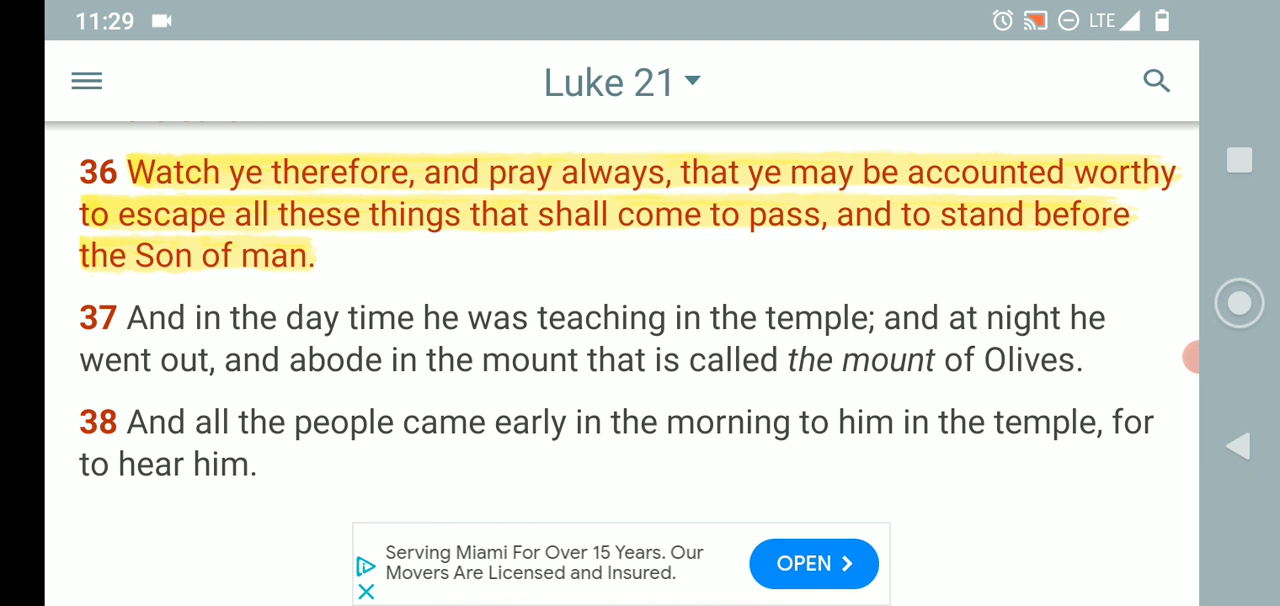 11:29
LTE
Luke 21
36 Watch ye therefore, and pray always, that ye may be accounted worthy
to escape all these things that shall come to pass, and to stand before
the Son of man.
37 And in the day time he was teaching in the temple; and at night he
went out, and abode in the mount that is called the mount of Olives.
38 And all the people came early in the morning to him in the temple, for
to hear him.
Serving Miami For Over 15 Years. Our
Movers Are Licensed and Insured.
OPEN